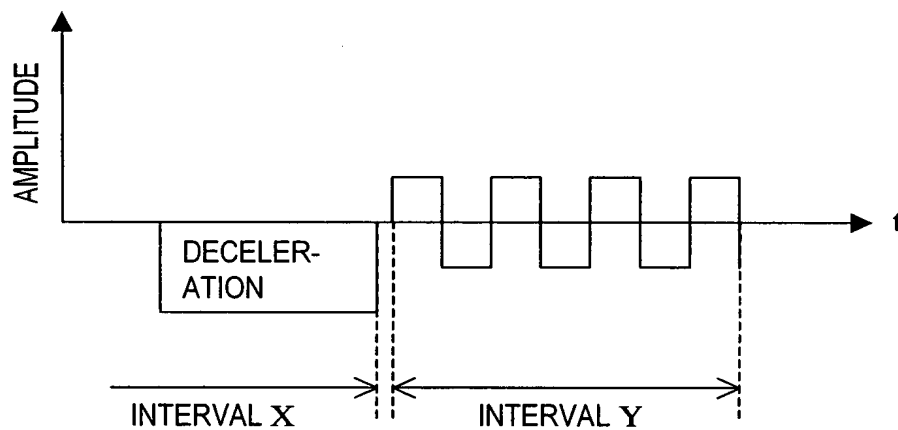 AMPLITUDE
t
DECELER-
ATION
INTERVAL X
INTERVAL Y